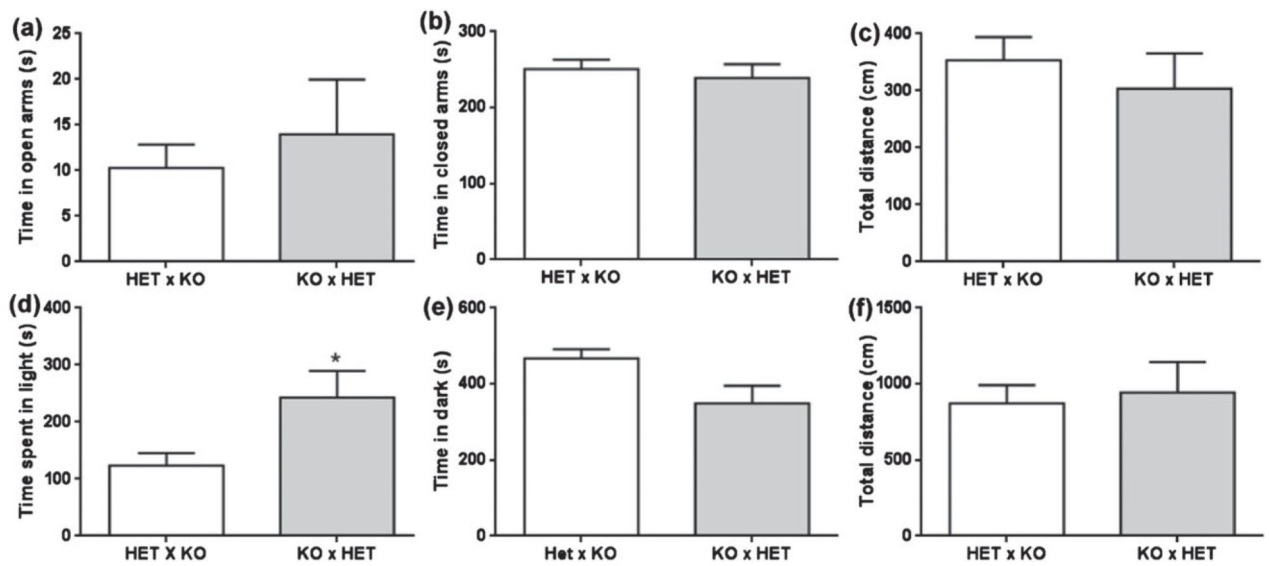 (a)
Time in open arms (s)
25
20
15
10
5
0
HET x KO
KO x HET
(b)
Time in closed arms (s)
300
200
100
0
HET x KO
KO x HET
(c)
Total distance (cm)
400
300
200
100
0
HET x KO
KO x HET
(d)
Time spent in light (s)
400
300
200
100
0
*
HET X KO
KO x HET
(e)
Time in dark (s)
600
400
200
0
Het x KO
KO x HET
(f)
Total distance (cm)
1500
1000
500
0
HET x KO
KO x HET